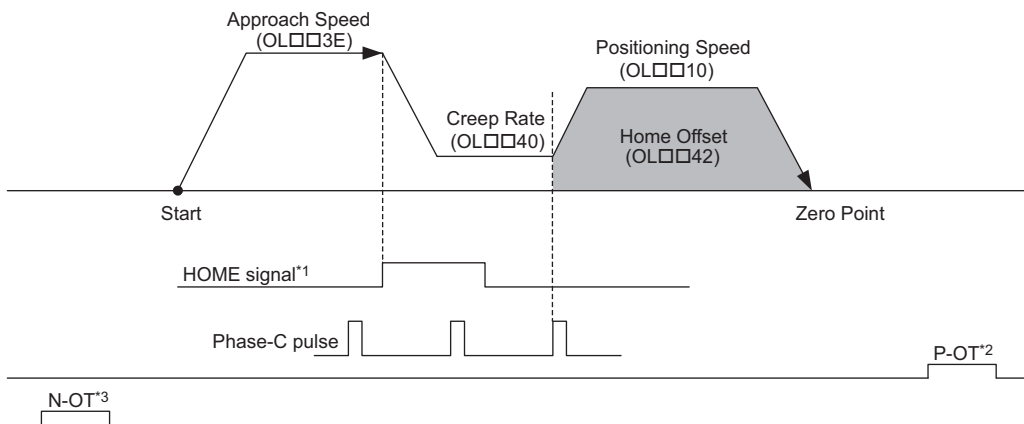 Approach Speed
(OL□□3E)
Positioning Speed
(OL□□10)
Creep Rate
(OL□□40)
Home Offset
(OL□□42)
Start
Zero Point
HOME signal*1
Phase-C pulse
P-OT*2
N-OT*3